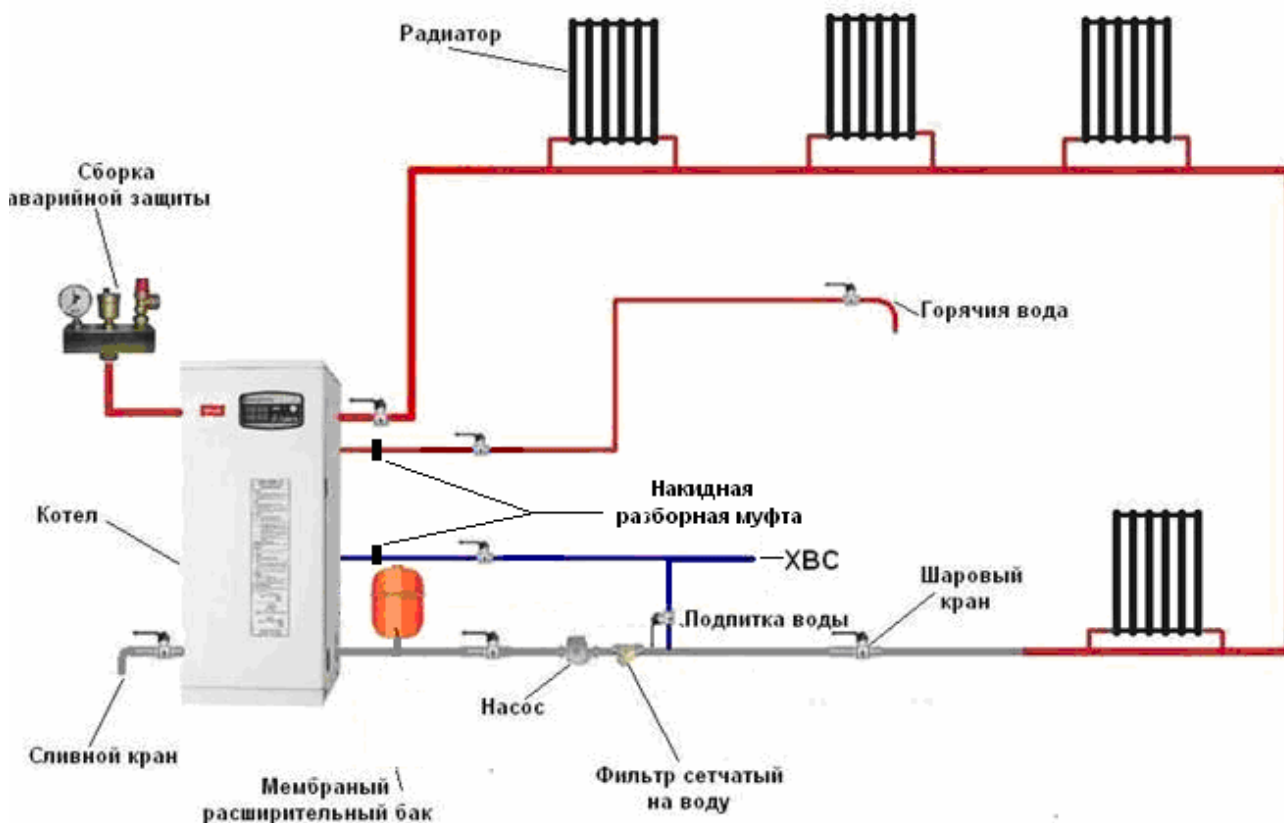 Радиатор
Сборка
аварийной защиты
Горячия вода
Накидная
разборная муфта
Котел
ХВС
Шаровый
кран
Подпитка воды
Насос
Сливной кран
Фильтр сетчатый
на воду
Мембраный
расширительный бак